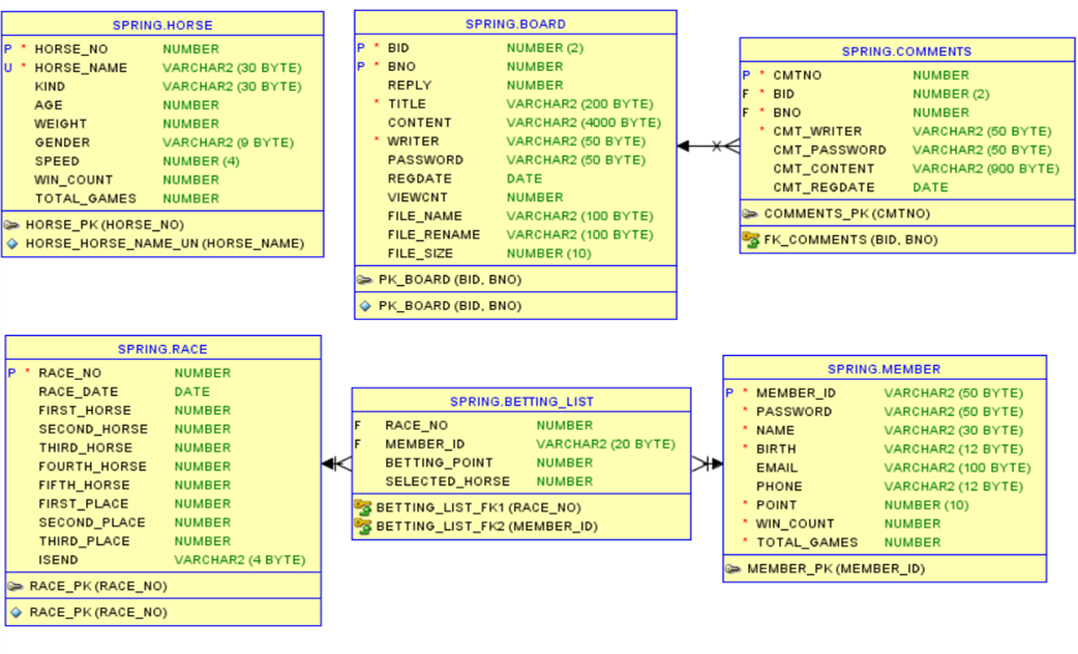 SPRING.HORSE
P * HORSE_NO NUMBER
U * HORSE_NAME VARCHAR2 (30 BYTE)
KIND VARCHAR2 (30 BYTE)
AGE NUMBER
WEIGHT NUMBER
GENDER VARCHAR2 (9 BYTE)
SPEED NUMBER (4)
WIN_COUNT NUMBER
TOTAL_GAMES NUMBER
HORSE_PK (HORSE_NO)
HORSE_HORSE_NAME_UN (HORSE_NAME)
SPRING.BOARD
P * BID NUMBER (2)
P * BNO NUMBER
REPLY NUMBER
* TITLE VARCHAR2 (200 BYTE)
CONTENT VARCHAR2 (4000 BYTE)
* WRITER VARCHAR2 (50 BYTE)
PASSWORD VARCHAR2 (50 BYTE)
REGDATE DATE
VIEWCNT NUMBER
FILE_NAME VARCHAR2 (100 BYTE)
FILE_RENAME VARCHAR2 (100 BYTE)
FILE_SIZE NUMBER (10)
PK_BOARD (BID, BNO)
PK_BOARD (BID, BNO)
SPRING.COMMENTS
P * CMTNO NUMBER
F * BID NUMBER (2)
F * BNO NUMBER
* CMT_WRITER VARCHAR2 (50 BYTE)
CMT_PASSWORD VARCHAR2 (50 BYTE)
CMT_CONTENT VARCHAR2 (900 BYTE)
CMT_REGDATE DATE
COMMENTS_PK (CMTNO)
FK_COMMENTS (BID, BNO)
SPRING.RACE
P * RACE_NO NUMBER
RACE_DATE DATE
FIRST_HORSE NUMBER
SECOND_HORSE NUMBER
THIRD_HORSE NUMBER
FOURTH_HORSE NUMBER
FIFTH_HORSE NUMBER
FIRST_PLACE NUMBER
SECOND_PLACE NUMBER
THIRD_PLACE NUMBER
ISEND VARCHAR2 (4 BYTE)
RACE_PK (RACE_NO)
RACE_PK (RACE_NO)
SPRING.BETTING_LIST
F RACE_NO NUMBER
F MEMBER_ID VARCHAR2 (20 BYTE)
BETTING_POINT NUMBER
SELECTED_HORSE NUMBER
BETTING_LIST_FK1 (RACE_NO)
BETTING_LIST_FK2 (MEMBER_ID)
SPRING.MEMBER
P * MEMBER_ID VARCHAR2 (50 BYTE)
* PASSWORD VARCHAR2 (50 BYTE)
* NAME VARCHAR2 (30 BYTE)
* BIRTH VARCHAR2 (12 BYTE)
EMAIL VARCHAR2 (100 BYTE)
PHONE VARCHAR2 (12 BYTE)
* POINT NUMBER (10)
* WIN_COUNT NUMBER
* TOTAL_GAMES NUMBER
MEMBER_PK (MEMBER_ID)